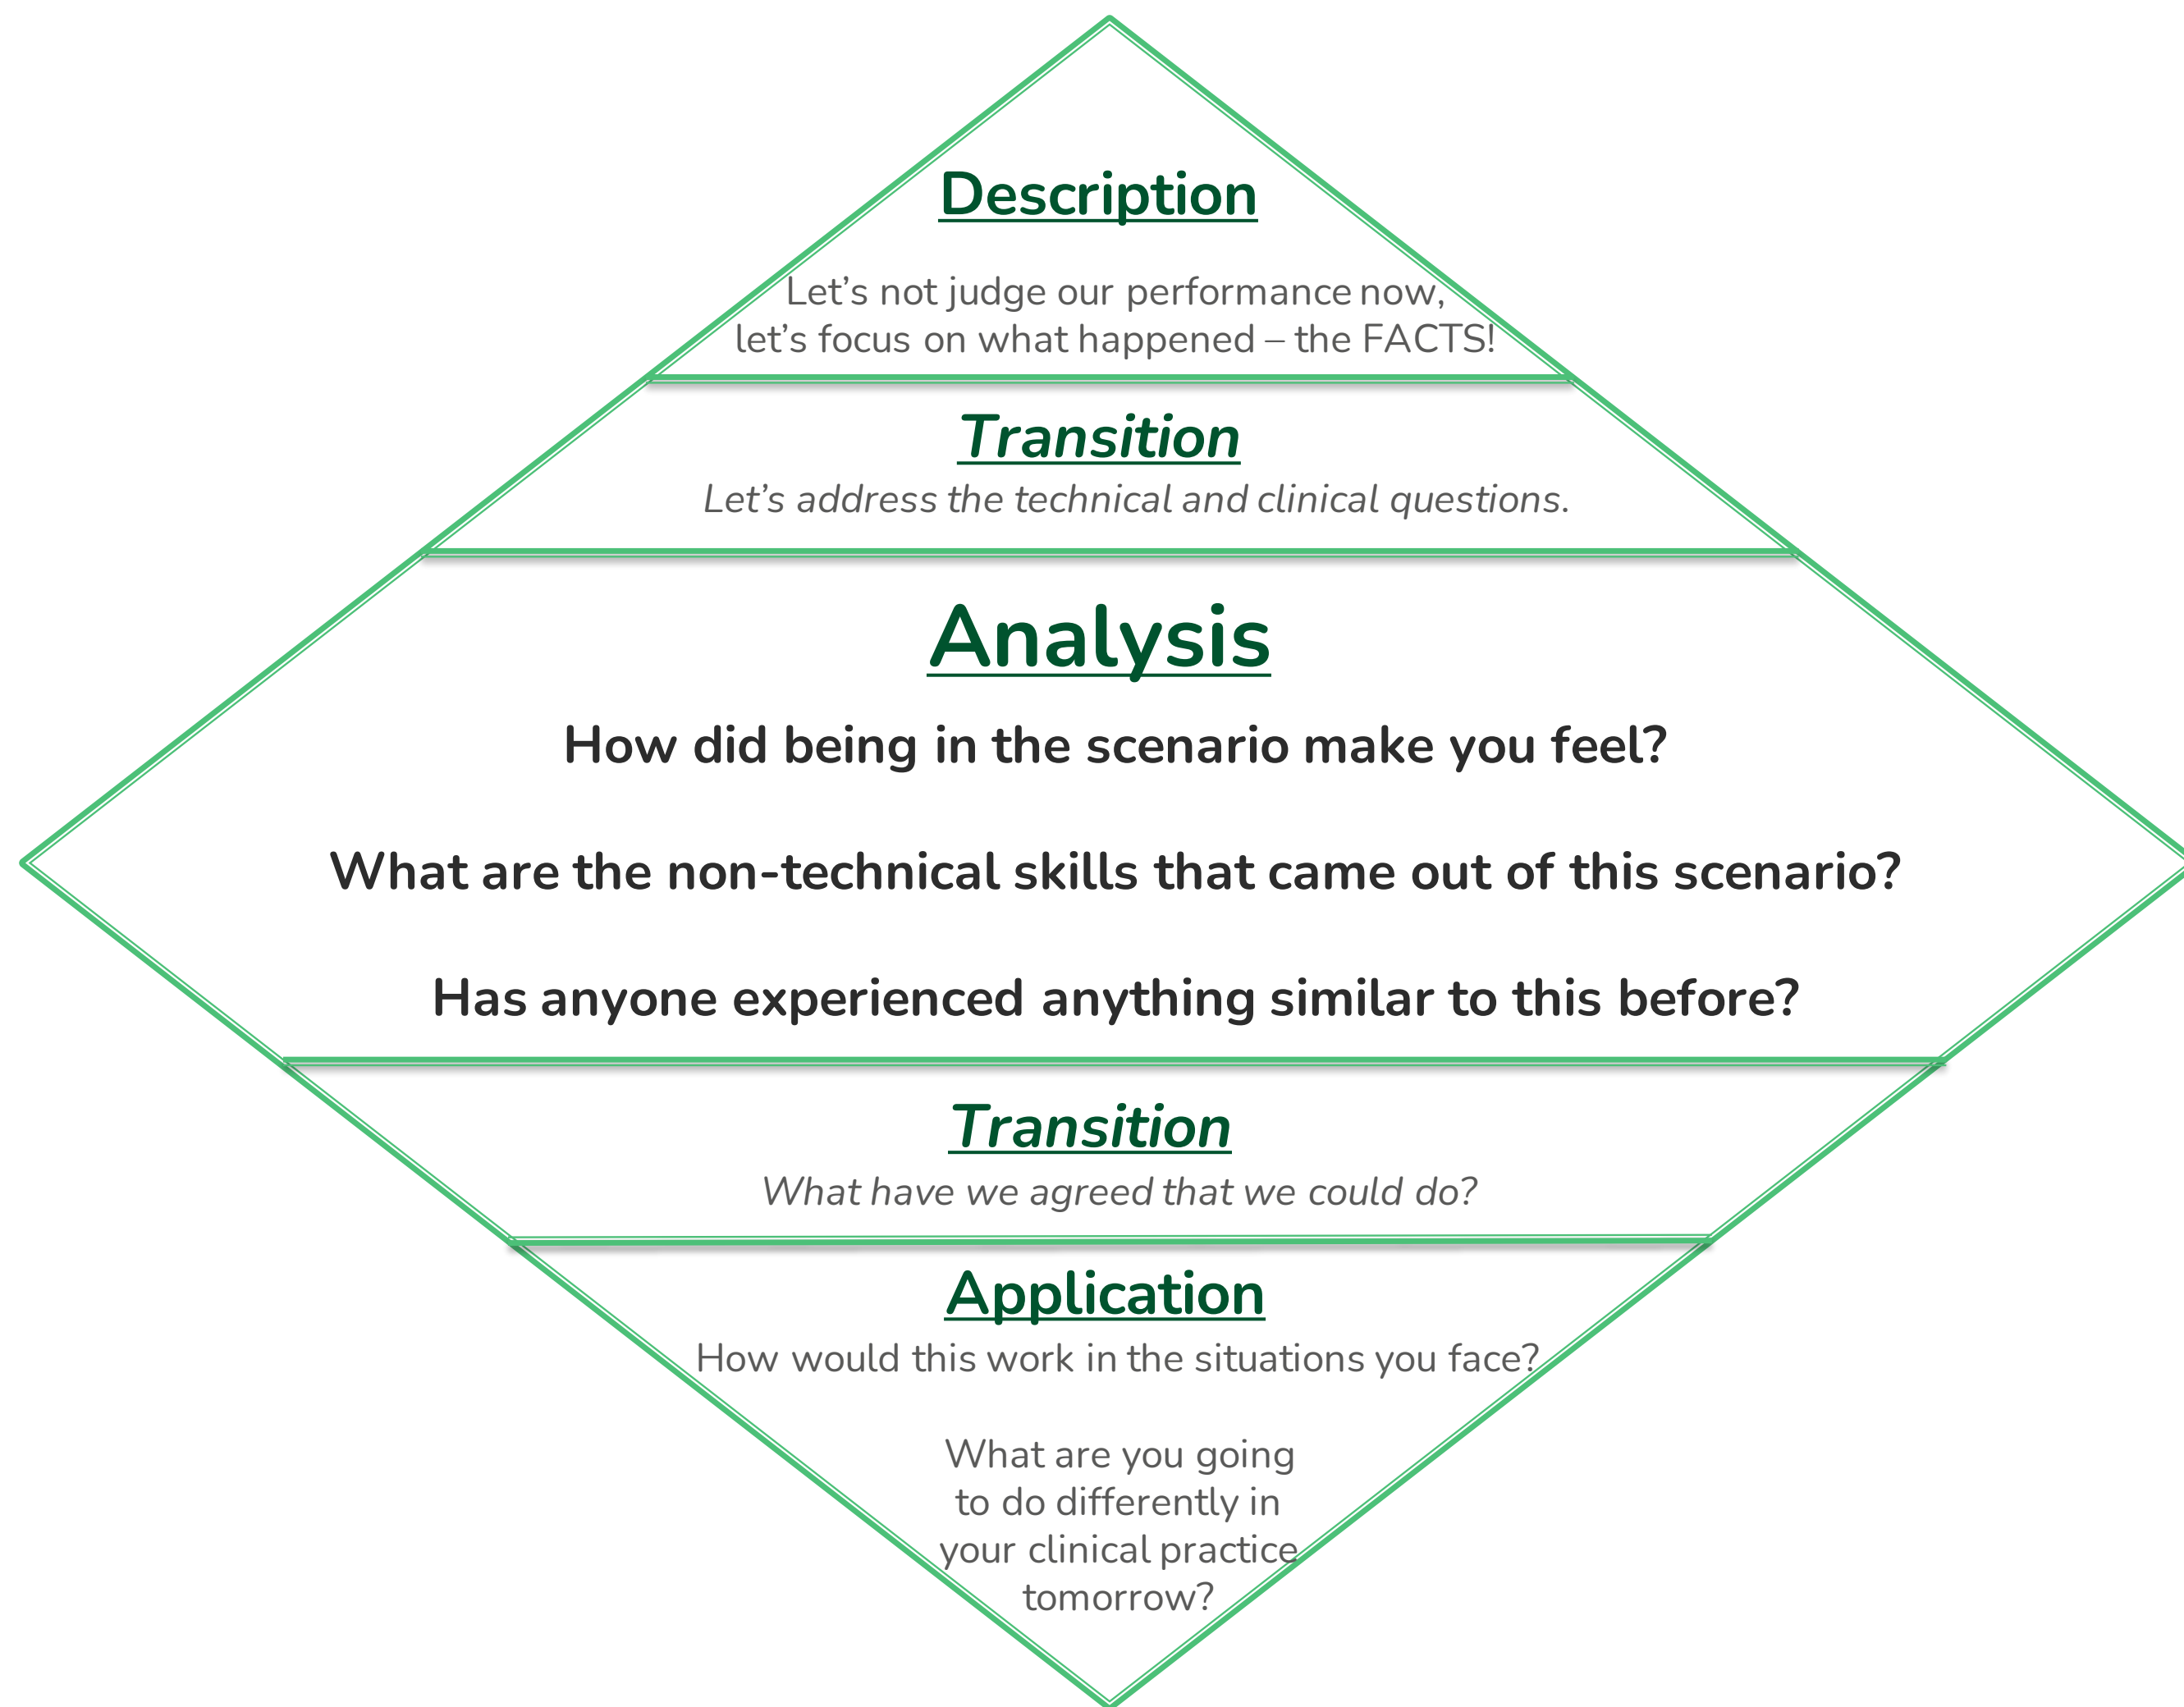 Description
Let’s not judge our performance now,
let’s focus on what happened – the FACTS!
Transition
Let’s address the technical and clinical questions.
Analysis
How did being in the scenario make you feel?
What are the non-technical skills that came out of this scenario?
Has anyone experienced anything similar to this before?
Transition
What have we agreed that we could do?
Application
How would this work in the situations you face?
What are you going
to do differently in
your clinical practice
tomorrow?